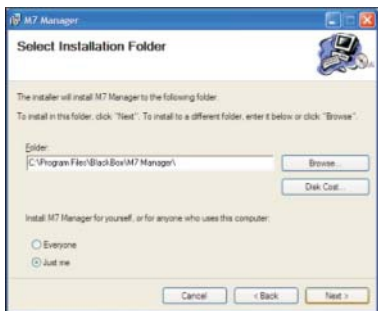 M7 Manager
Select Installation Folder
The installer will install M7 Manager to the following folder.
To install in this folder, click "Next". To install to a different folder, enter it below or click "Browse".
Folder:
C:\Program Files\BlackBox\M7 Manager\
Browse...
Disk Cost...
Install M7 Manager for yourself, or for anyone who uses this computer:
Everyone
Just me
Cancel
< Back
Next >